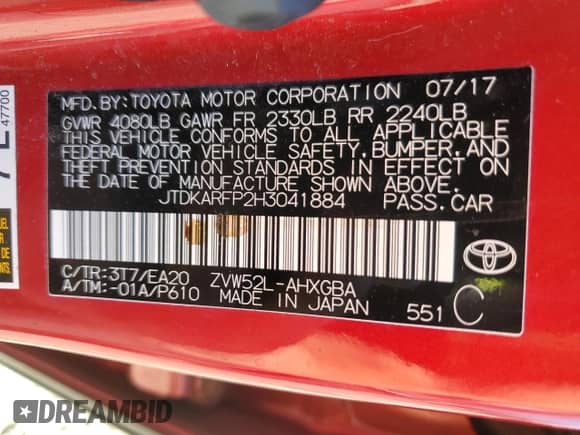 MFD.BY:TOYOTA MOTOR CORPORATION 07/17
GVWR 4080LB GAWR FR 2330LB RR 2240LB
THIS VEHICLE CONFORMS TO ALL APPLICABLE
FEDERAL MOTOR VEHICLE SAFETY,BUMPER,AND
THEFT PREVENTION STANDARDS IN EFFECT ON
THE DATE OF MANUFACTURE SHOWN ABOVE.
JTDKARFP2H3041884 PASS.CAR
C/TR:3T7/EA20 ZVW52L-AHXGBA
A/TM:-01A/P610 MADE IN JAPAN 551 C
47700
DREAMBID